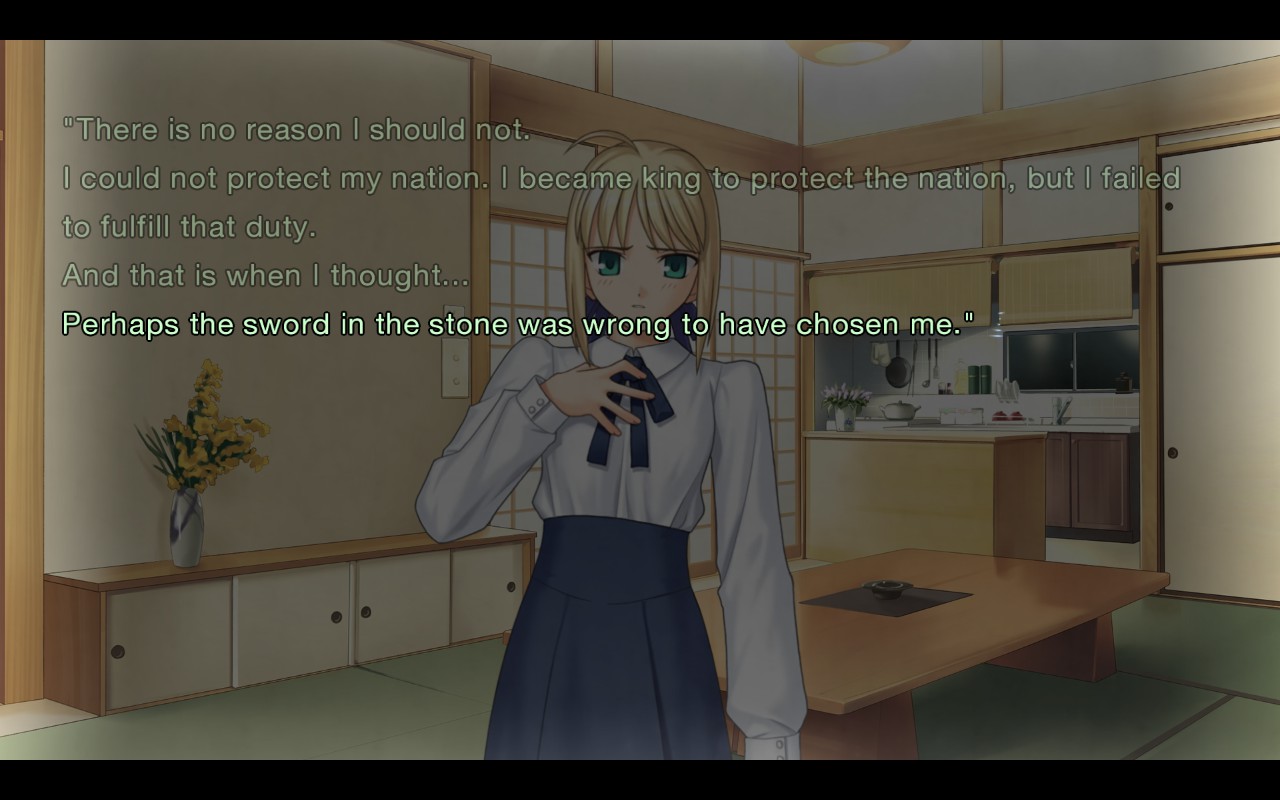 "There is no reason I should not.
I could not protect my nation. I became king to protect the nation, but I failed
to fulfill that duty.
And that is when I thought...
Perhaps the sword in the stone was wrong to have chosen me."